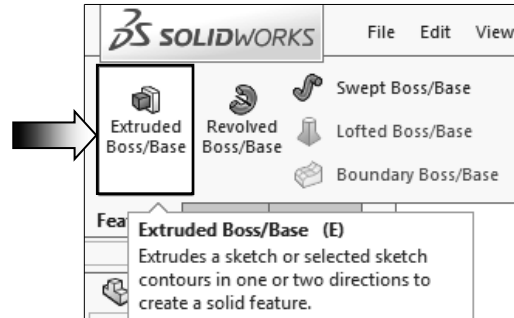 SOLIDWORKS File Edit View
Extruded Boss/Base
Revolved Boss/Base
Swept Boss/Base
Lofted Boss/Base
Boundary Boss/Base
Fea
Extruded Boss/Base (E)
Extrudes a sketch or selected sketch
contours in one or two directions to
create a solid feature.